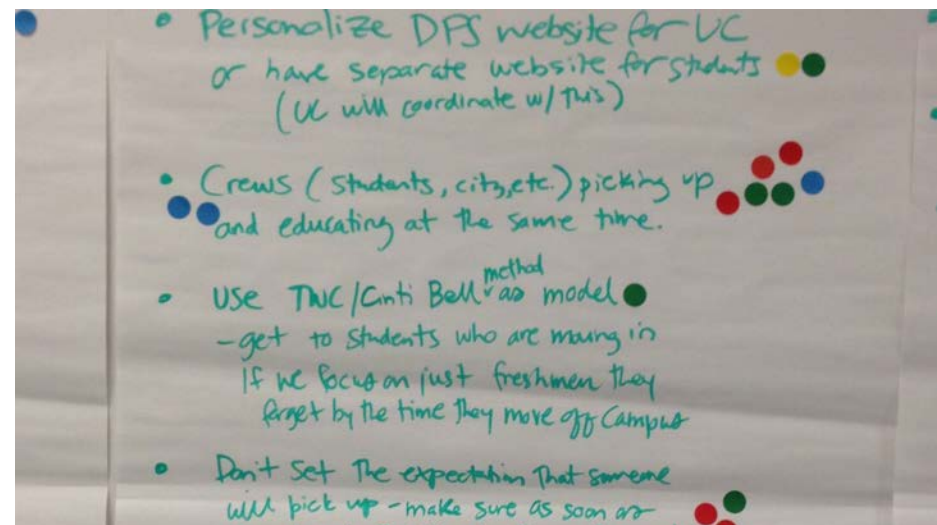 • Personalize DPS website for UC
or have separate website for students
(UC will coordinate w/ this)
• Crews (students, city, etc.) picking up
and educating at the same time.
• Use TWC/Cinti Bell method as model
- get to students who are moving in
If we focus on just freshmen they
forget by the time they move off campus
• Don't set the expectation that someone
will pick up - make sure as soon as